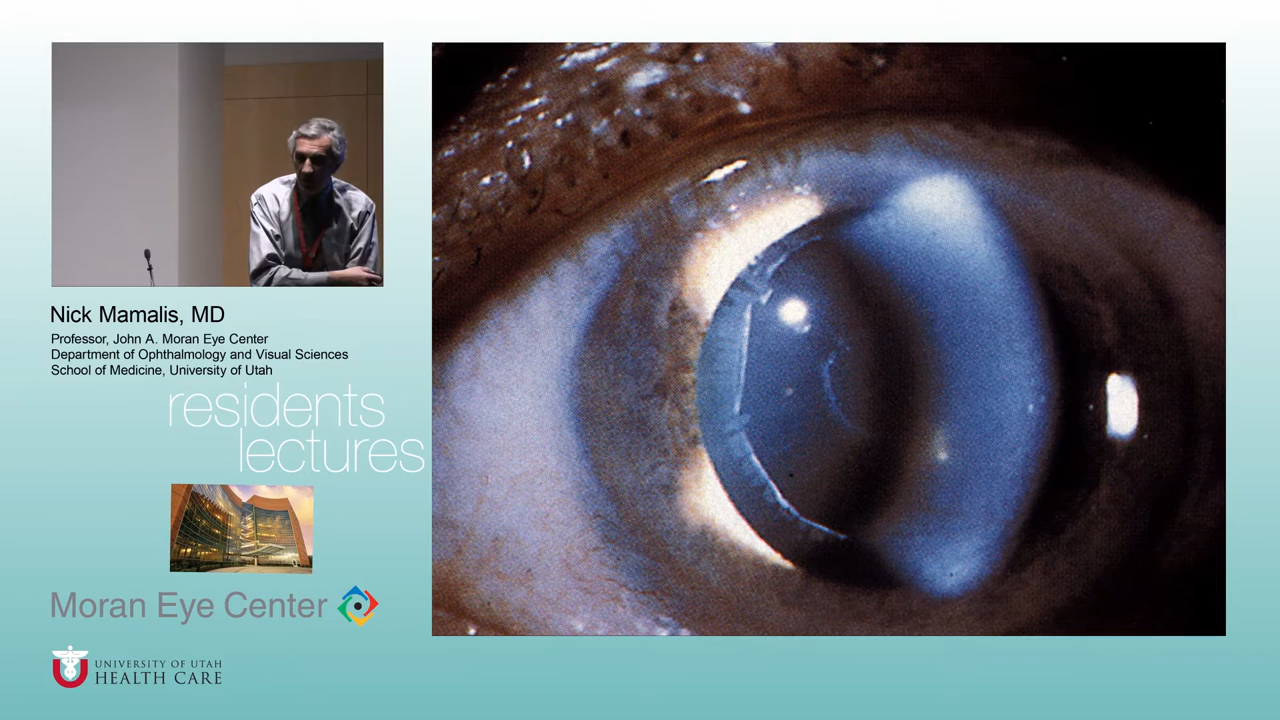 Nick Mamalis, MD
Professor, John A. Moran Eye Center
Department of Ophthalmology and Visual Sciences
School of Medicine, University of Utah
residents
lectures
Moran Eye Center
UNIVERSITY OF UTAH
HEALTH CARE